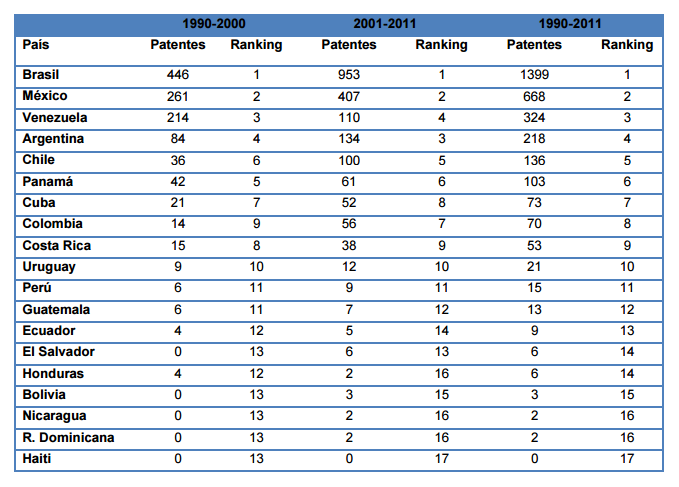 1990-2000 2001-2011 1990-2011
País Patentes Ranking Patentes Ranking Patentes Ranking
Brasil 446 1 953 1 1399 1
México 261 2 407 2 668 2
Venezuela 214 3 110 4 324 3
Argentina 84 4 134 3 218 4
Chile 36 6 100 5 136 5
Panamá 42 5 61 6 103 6
Cuba 21 7 52 8 73 7
Colombia 14 9 56 7 70 8
Costa Rica 15 8 38 9 53 9
Uruguay 9 10 12 10 21 10
Perú 6 11 9 11 15 11
Guatemala 6 11 7 12 13 12
Ecuador 4 12 5 14 9 13
El Salvador 0 13 6 13 6 14
Honduras 4 12 2 16 6 14
Bolivia 0 13 3 15 3 15
Nicaragua 0 13 2 16 2 16
R. Dominicana 0 13 2 16 2 16
Haití 0 13 0 17 0 17